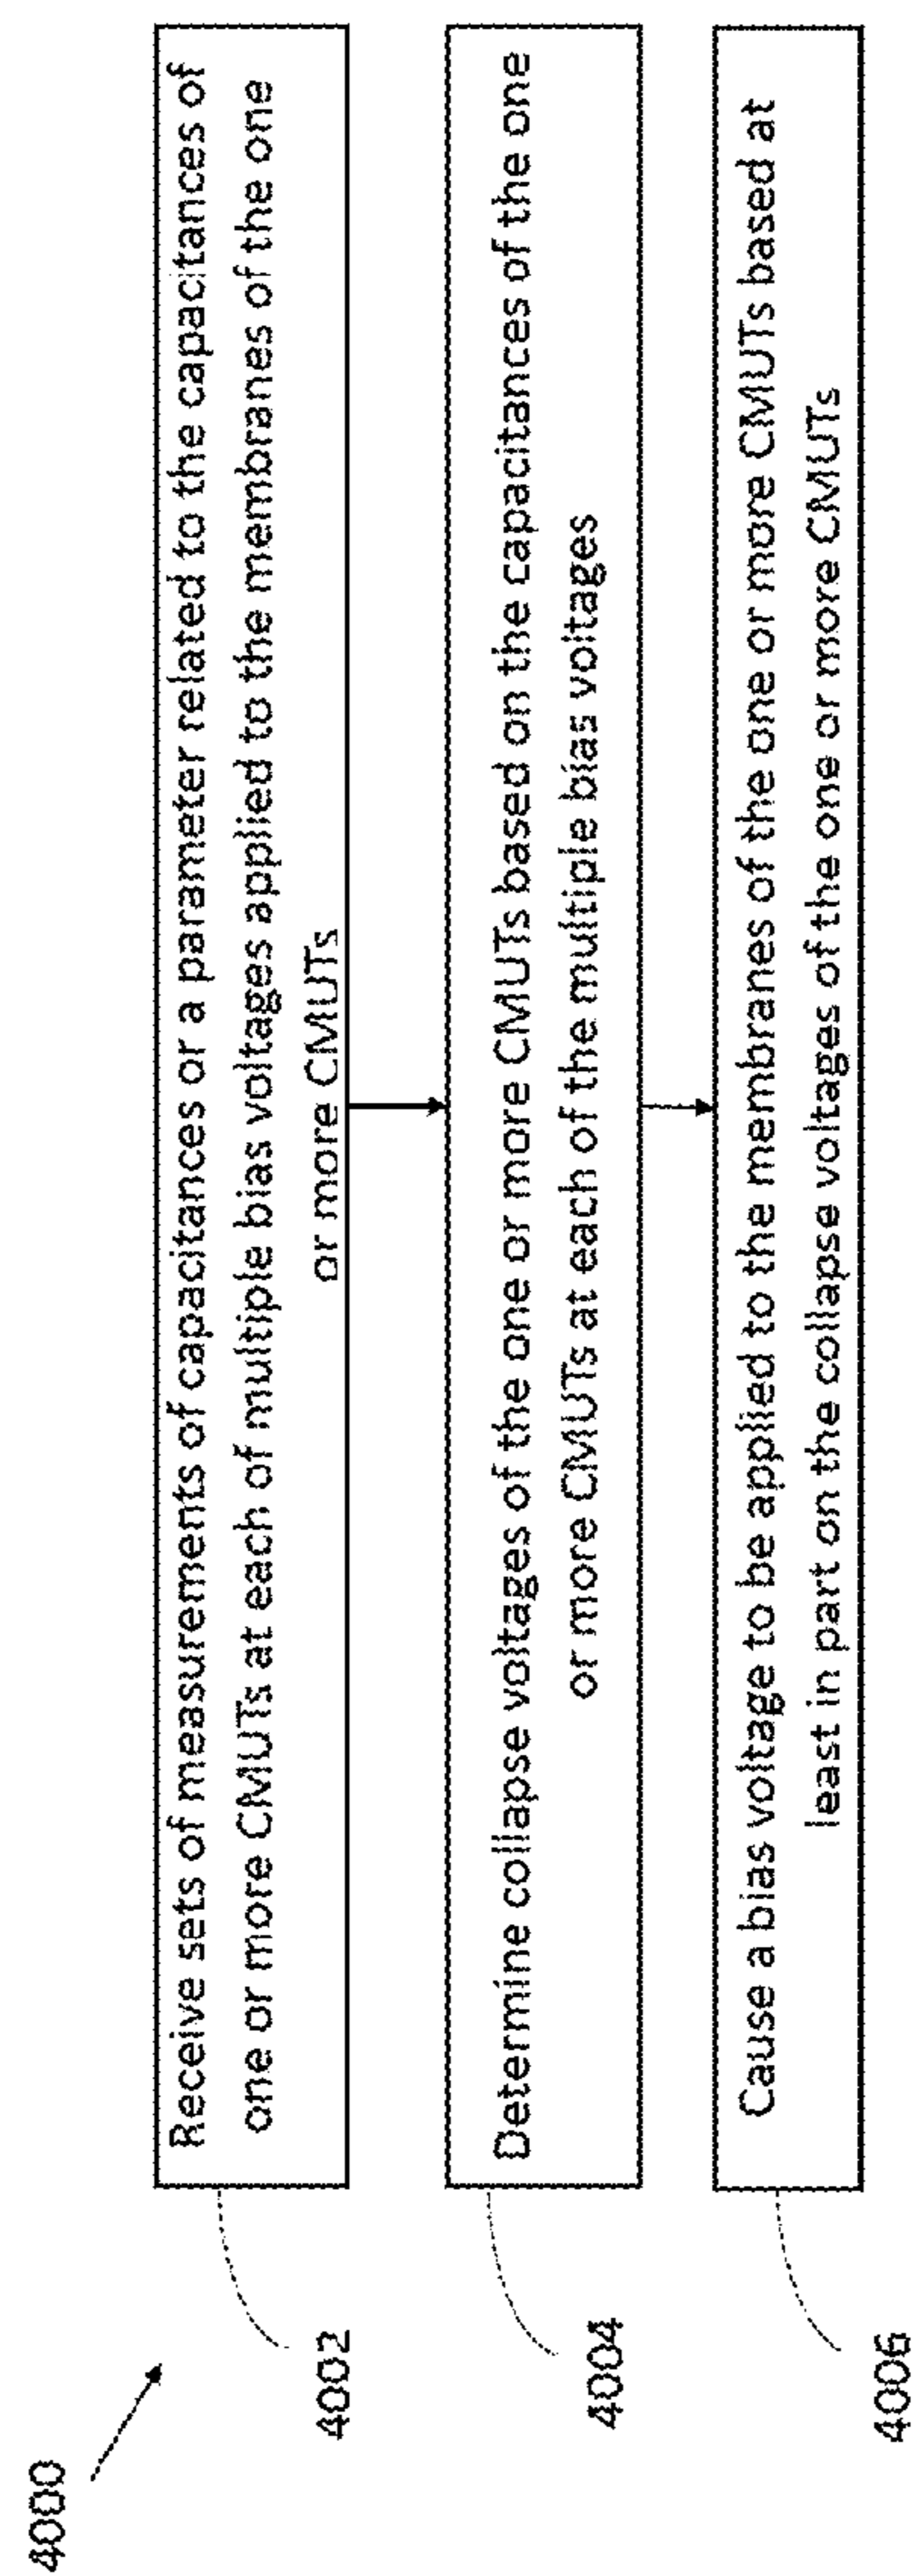 4000
4002
Receive sets of measurements of capacitances or a parameter related to the capacitances of
one or more CMUTs at each of multiple bias voltages applied to the membranes of the one
or more CMUTs
4004
Determine collapse voltages of the one or more CMUTs based on the capacitances of the one
or more CMUTs at each of the multiple bias voltages
4006
Cause a bias voltage to be applied to the membranes of the one or more CMUTs based at
least in part on the collapse voltages of the one or more CMUTs